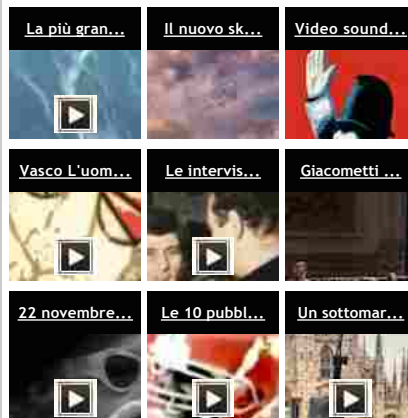 La più gran...
Il nuovo sk...
Video sound...
Vasco L'uom...
Le intervis...
Giacometti ...
22 novembre...
Le 10 pubbl...
Un sottomar...